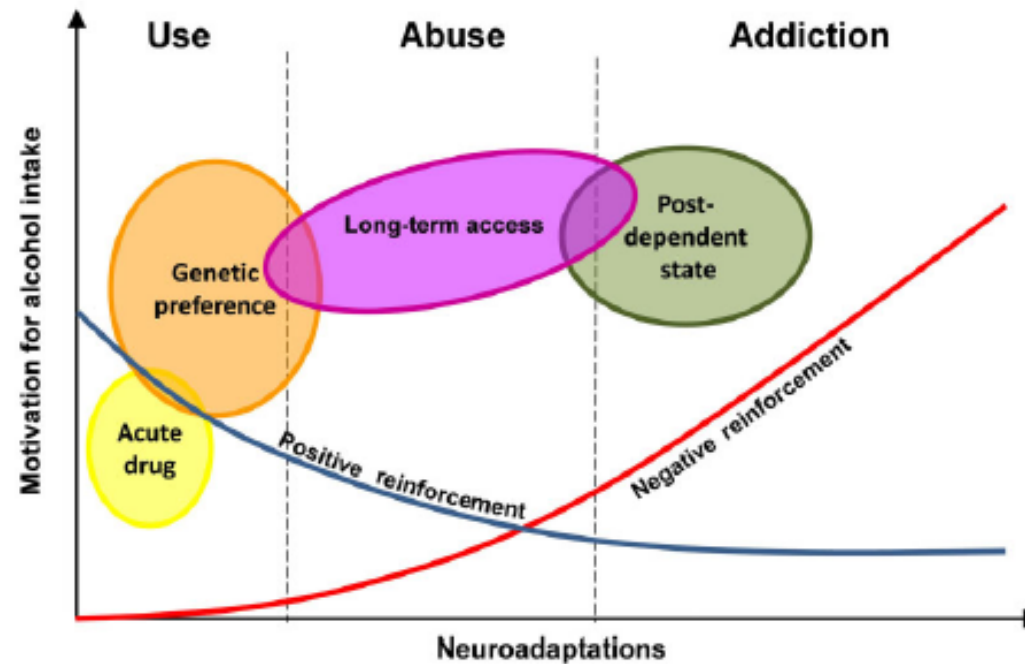 Use Abuse Addiction
Motivation for alcohol intake
Long-term access
Post-
dependent
state
Genetic
preference
Acute
drug
Positive reinforcement
Negative reinforcement
Neuroadaptations